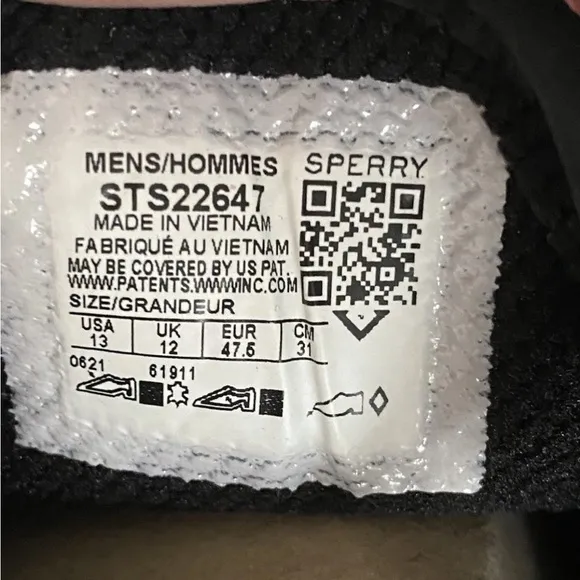 MENS/HOMMES SPERRY
STS22647
MADE IN VIETNAM
FABRIQUÉ AU VIETNAM
MAY BE COVERED BY US PAT.
WWW.PATENTS.WWWINC.COM
SIZE/GRANDEUR
USA UK EUR CM
13 12 47.5 31
0621 61911